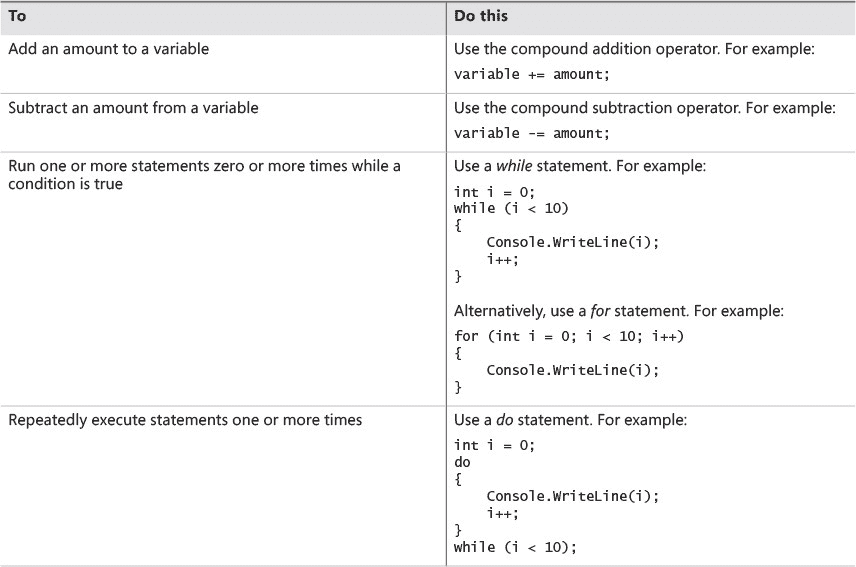 To
Do this
Add an amount to a variable
Use the compound addition operator. For example:
variable += amount;
Subtract an amount from a variable
Use the compound subtraction operator. For example:
variable -= amount;
Run one or more statements zero or more times while a
condition is true
Use a while statement. For example:
int i = 0;
while (i < 10)
{
    Console.WriteLine(i);
    i++;
}
Alternatively, use a for statement. For example:
for (int i = 0; i < 10; i++)
{
    Console.WriteLine(i);
}
Repeatedly execute statements one or more times
Use a do statement. For example:
int i = 0;
do
{
    Console.WriteLine(i);
    i++;
}
while (i < 10);